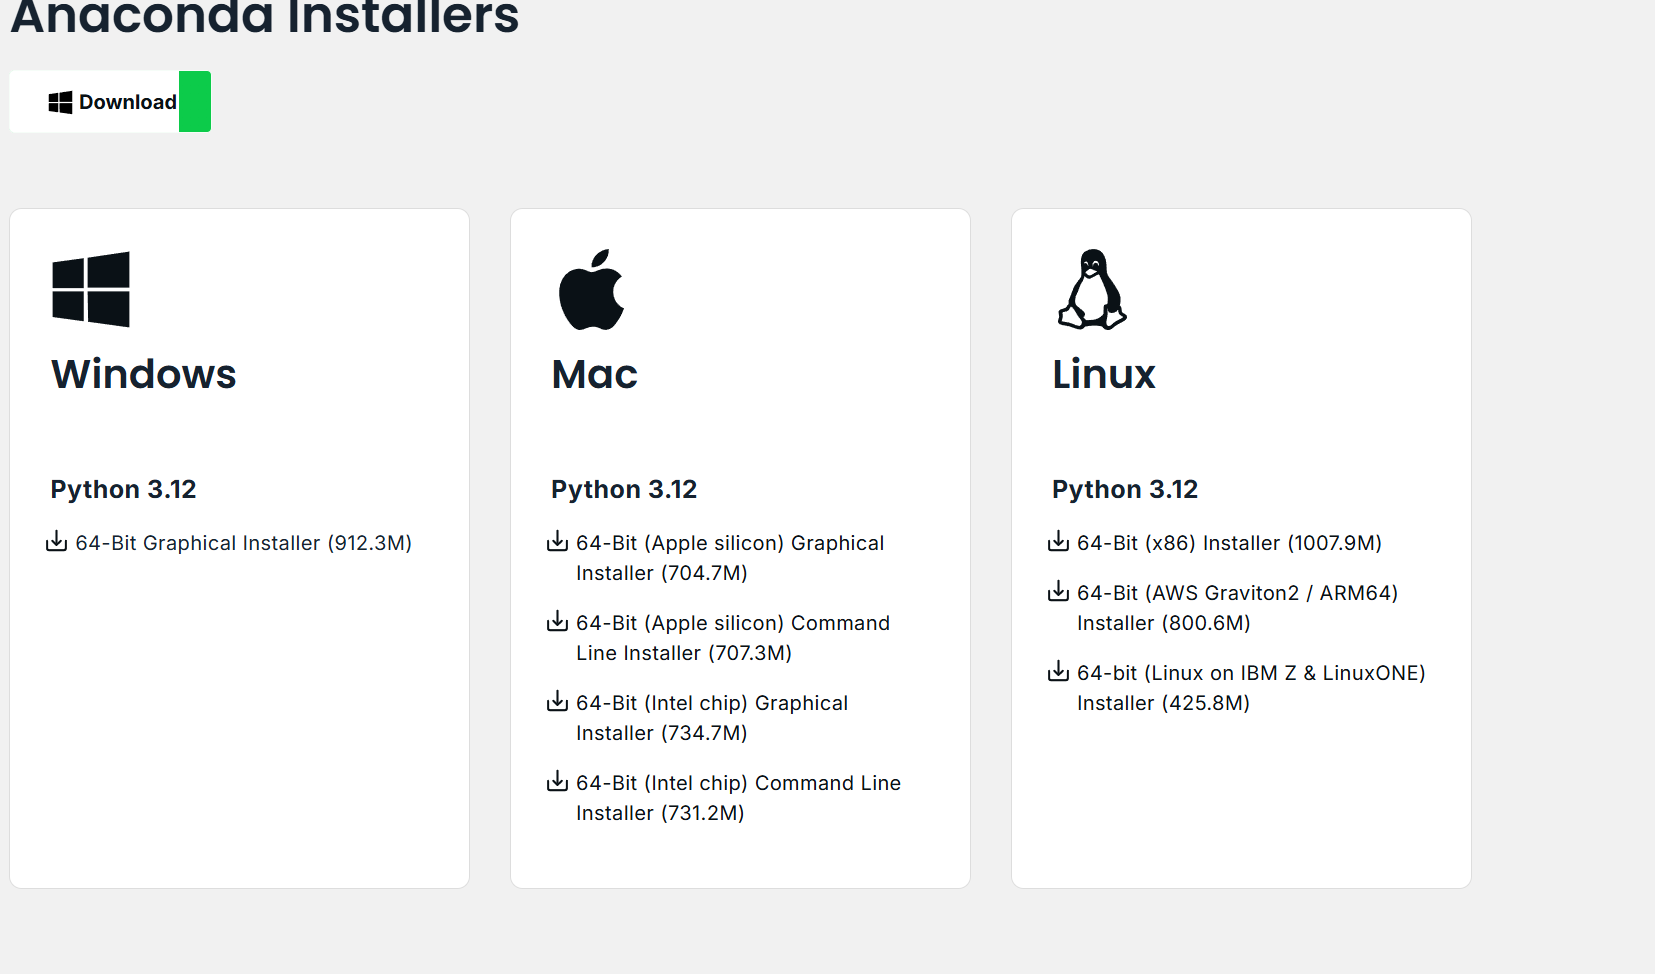 Anaconda Installers
Download
Windows
Python 3.12
64-Bit Graphical Installer (912.3M)
Mac
Python 3.12
64-Bit (Apple silicon) Graphical
Installer (704.7M)
64-Bit (Apple silicon) Command
Line Installer (707.3M)
64-Bit (Intel chip) Graphical
Installer (734.7M)
64-Bit (Intel chip) Command Line
Installer (731.2M)
Linux
Python 3.12
64-Bit (x86) Installer (1007.9M)
64-Bit (AWS Graviton2 / ARM64)
Installer (800.6M)
64-bit (Linux on IBM Z & LinuxONE)
Installer (425.8M)